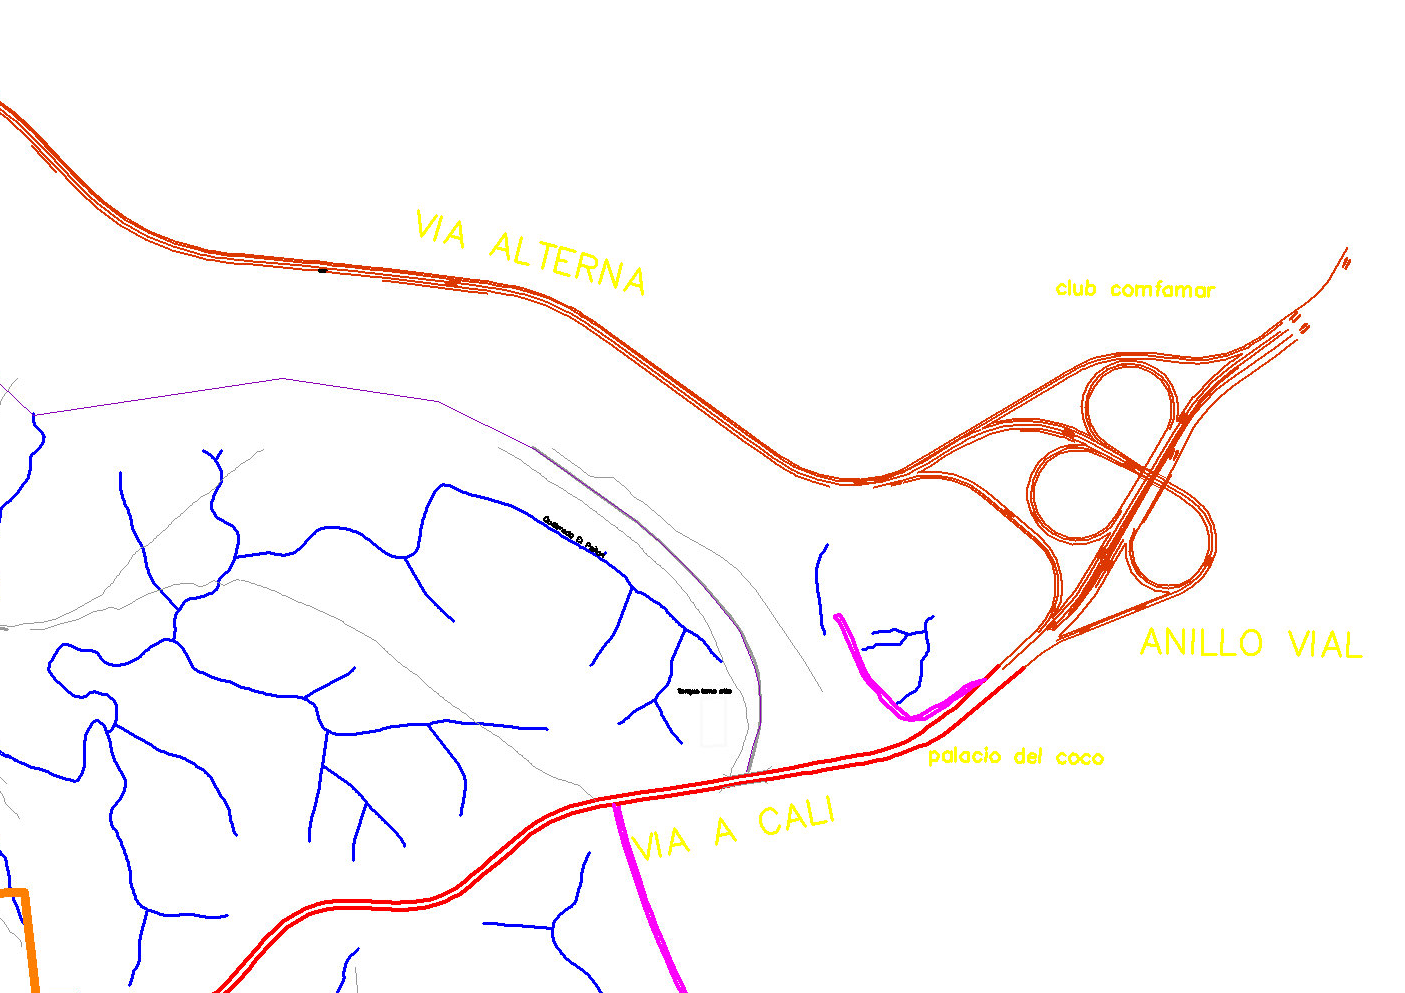 VIA ALTERNA
club comfamar
ANILLO VIAL
palacio del coco
VIA A CALI